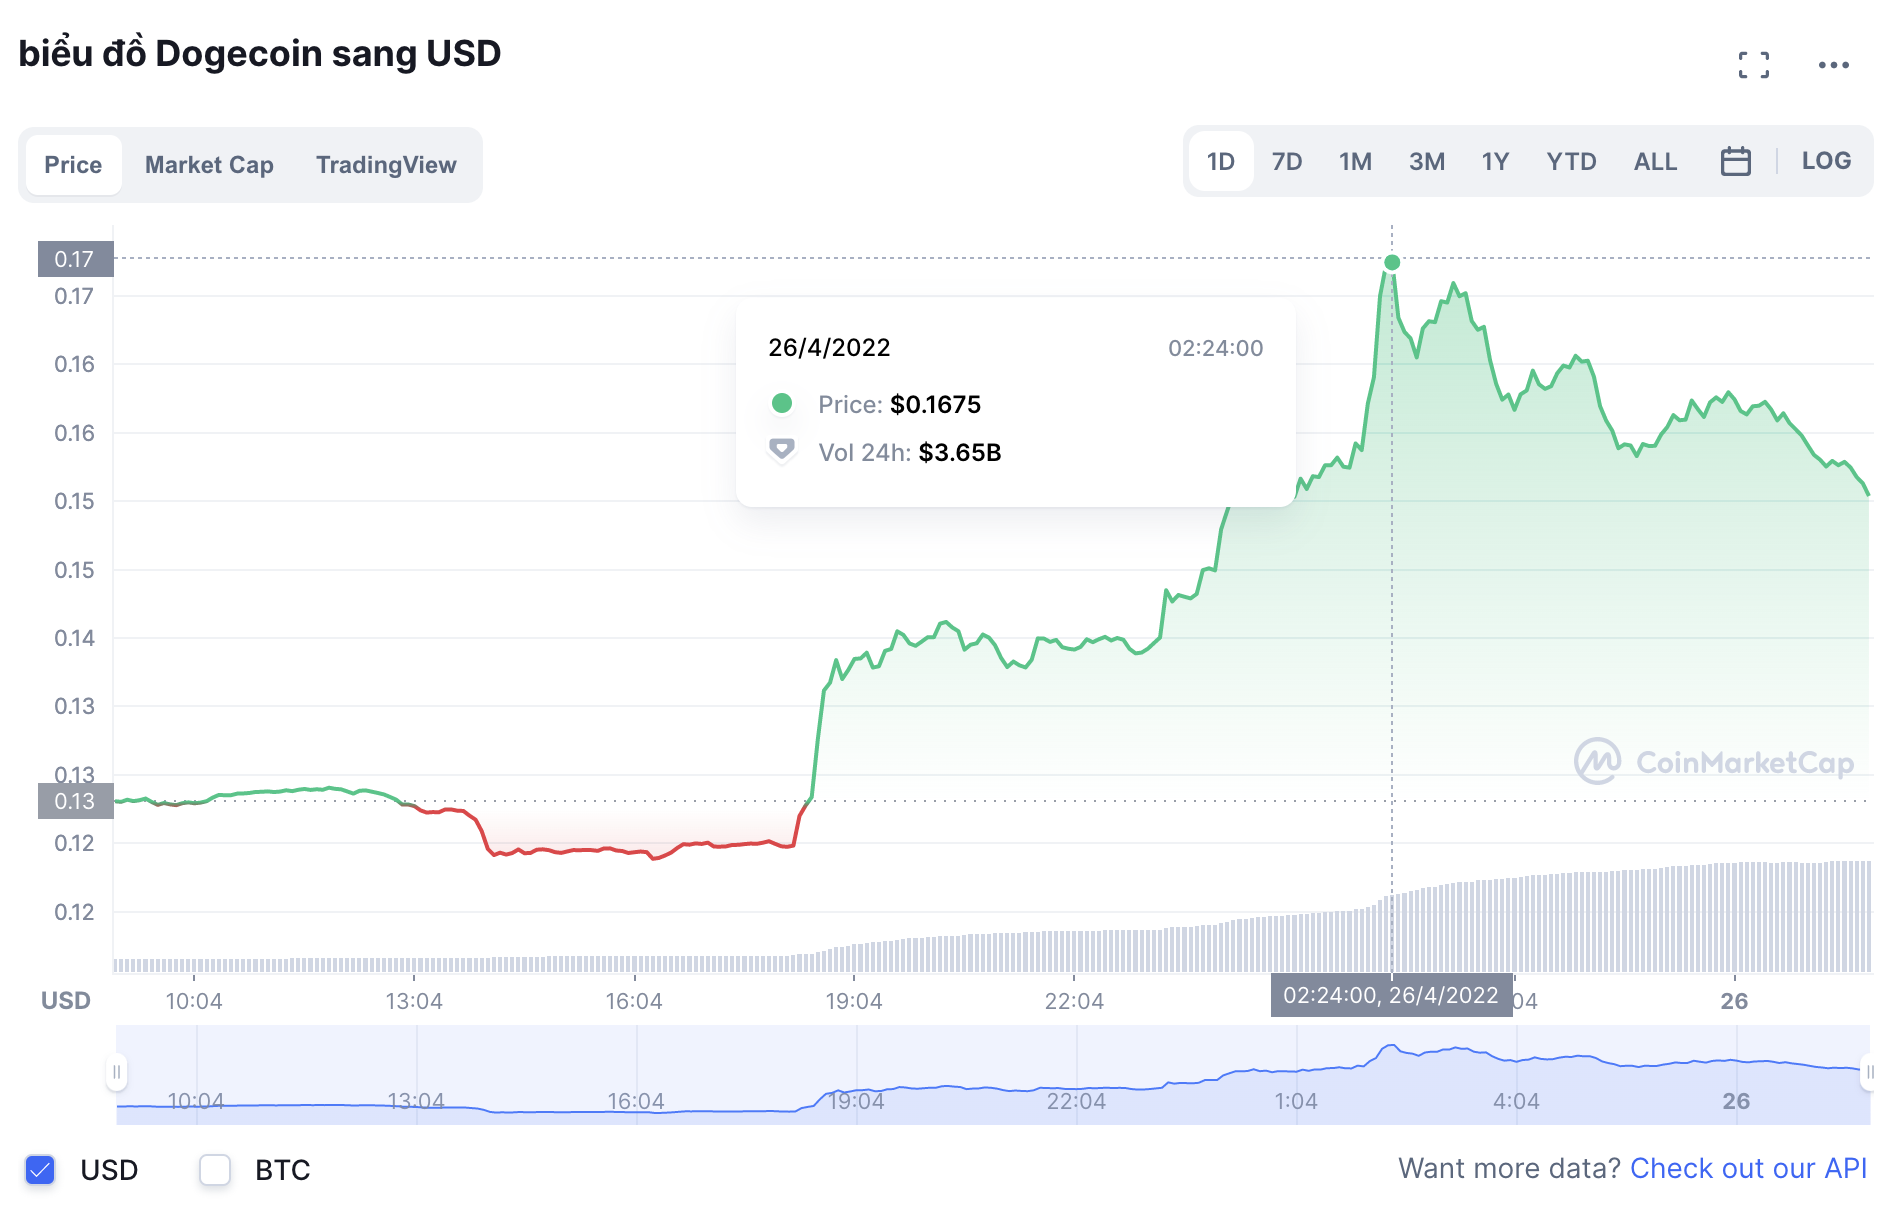 biểu đồ Dogecoin sang USD
Price Market Cap TradingView
1D 7D 1M 3M 1Y YTD ALL LOG
0.17
0.17
0.16
0.16
0.15
0.15
0.14
0.13
0.13
0.13
0.12
0.12
26/4/2022 02:24:00
Price: $0.1675
Vol 24h: $3.65B
CoinMarketCap
USD 10:04 13:04 16:04 19:04 22:04 02:24:00, 26/4/2022 04 26
10:04 13:04 16:04 19:04 22:04 1:04 4:04 26
USD BTC
Want more data? Check out our API